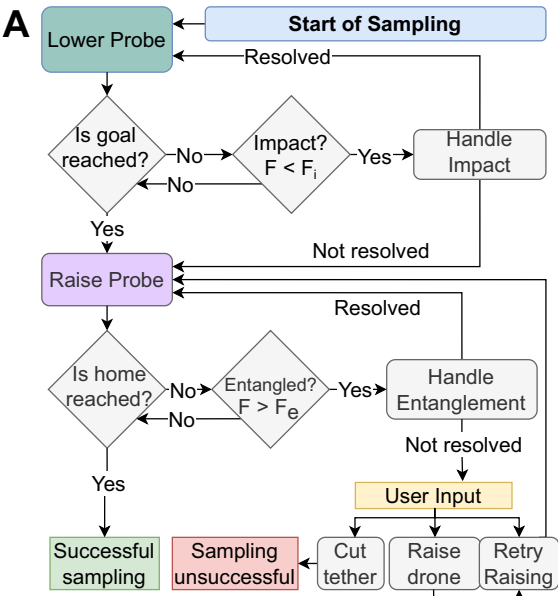 A
Start of Sampling
Lower Probe
Resolved
Is goal
reached?
No
Impact?
F < Fᵢ
Yes
Handle
Impact
No
Yes
Not resolved
Raise Probe
Resolved
Is home
reached?
No
Entangled?
F > Fₑ
Yes
Handle
Entanglement
No
Not resolved
Yes
User Input
Successful
sampling
Sampling
unsuccessful
Cut
tether
Raise
drone
Retry
Raising